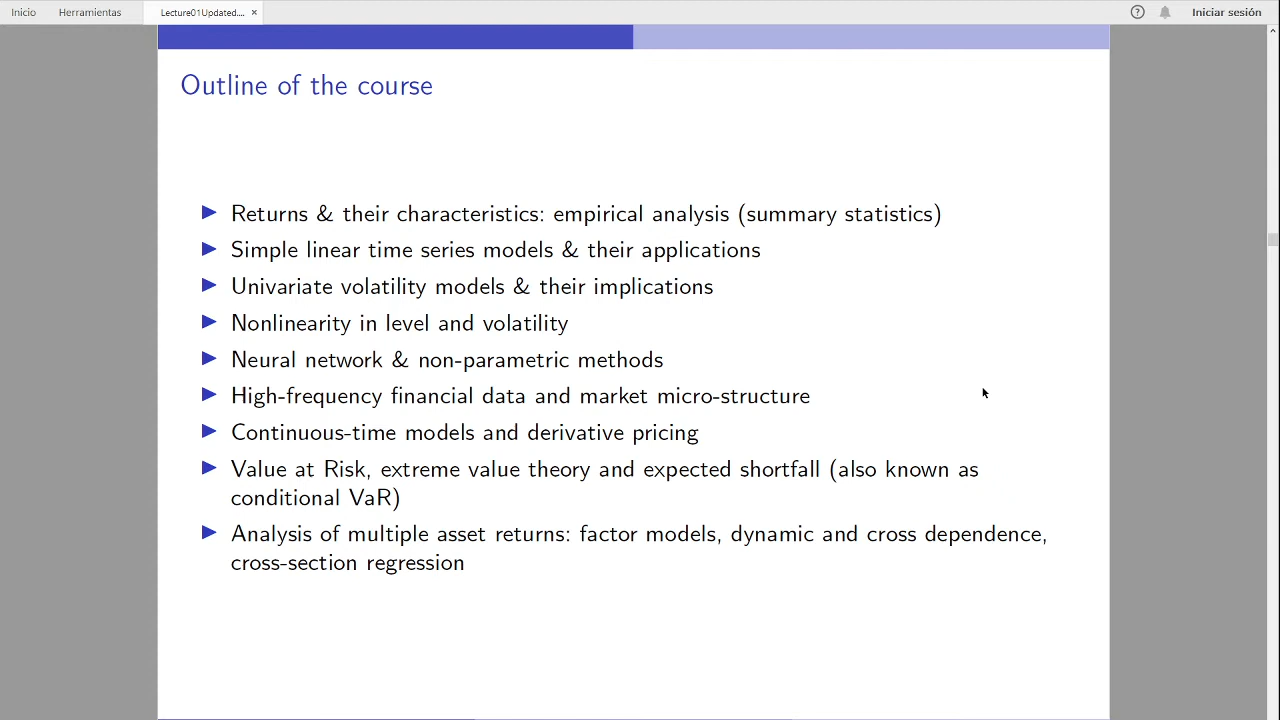 Inicio
Herramientas
Lecture01Updated....
×
?
Iniciar sesión
Outline of the course
▶ Returns & their characteristics: empirical analysis (summary statistics)
▶ Simple linear time series models & their applications
▶ Univariate volatility models & their implications
▶ Nonlinearity in level and volatility
▶ Neural network & non-parametric methods
▶ High-frequency financial data and market micro-structure
▶ Continuous-time models and derivative pricing
▶ Value at Risk, extreme value theory and expected shortfall (also known as
conditional VaR)
▶ Analysis of multiple asset returns: factor models, dynamic and cross dependence,
cross-section regression